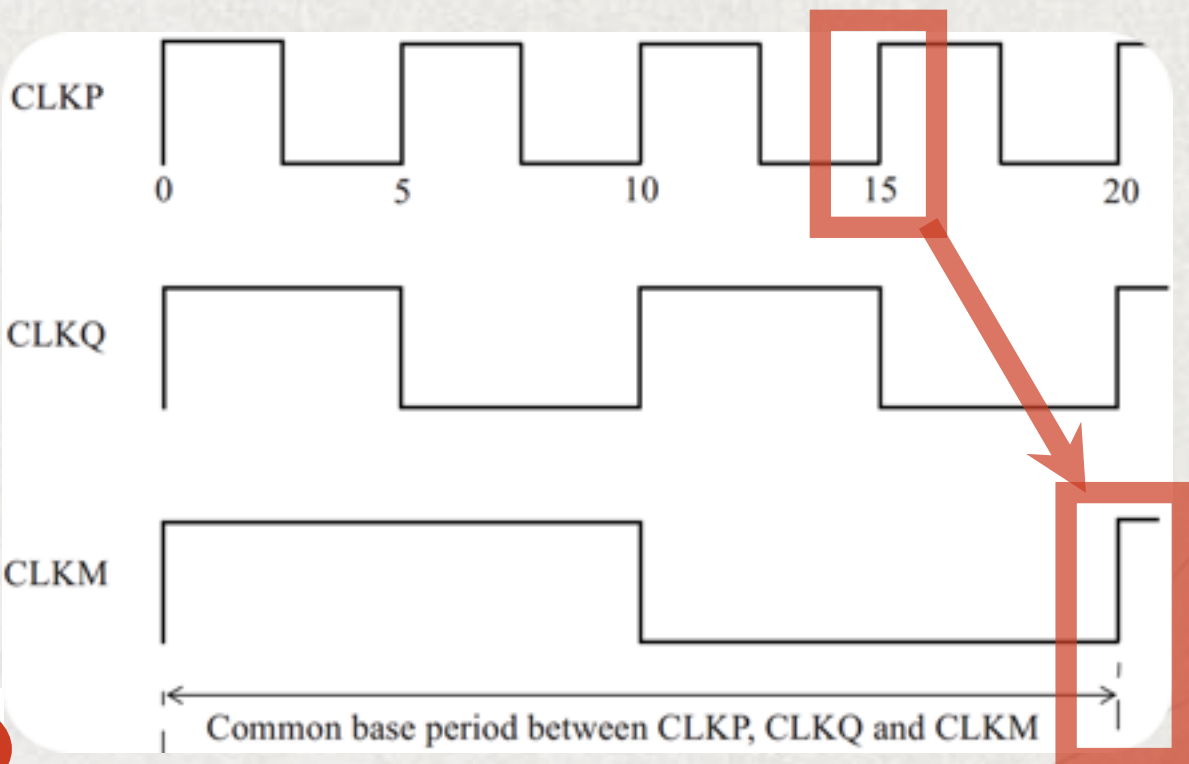 CLKP
0 5 10 15 20
CLKQ
CLKM
Common base period between CLKP, CLKQ and CLKM